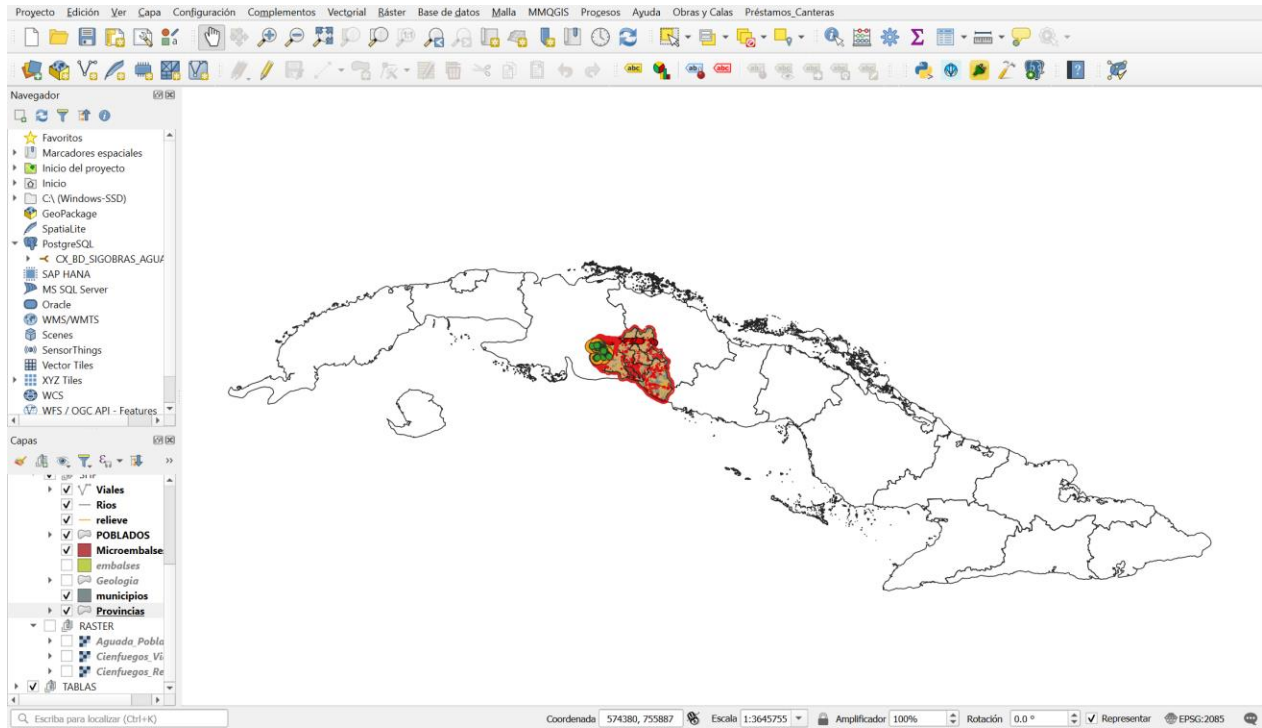 Proyecto Edición Ver Capa Configuración Complementos Vectorial Ráster Base de datos Malla MMQGIS Procesos Ayuda Obras y Calas Préstamos_Canteras
abc abc abc
Navegador
Favoritos
Marcadores espaciales
Inicio del proyecto
Inicio
C:\ (Windows-SSD)
GeoPackage
SpatiaLite
PostgreSQL
CX_BD_SIGOBRAS_AGUA
SAP HANA
MS SQL Server
Oracle
WMS/WMTS
Scenes
SensorThings
Vector Tiles
XYZ Tiles
WCS
WFS / OGC API - Features
Capas
Viales
Rios
relieve
POBLADOS
Microembalse
embalses
Geologia
municipios
Provincias
RASTER
Aguada_Pobla
Cienfuegos_Vi
Cienfuegos_Re
TABLAS
Escriba para localizar (Ctrl+K) Coordenada 574380, 755887 Escala 1:3645755 Amplificador 100% Rotación 0.0 ° Representar EPSG:2085